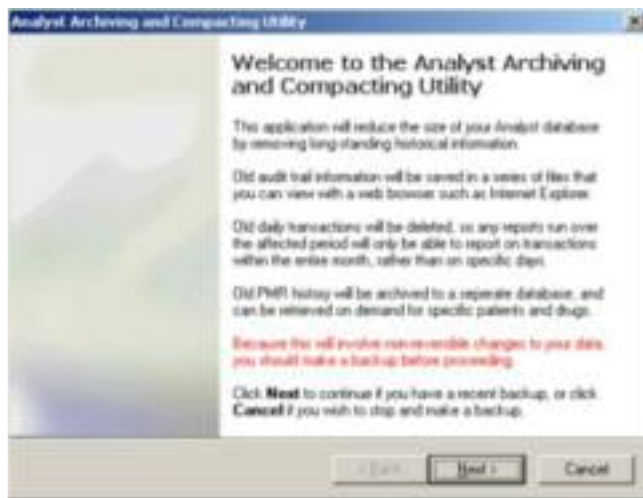 Analyst Archiving and Compacting Utility
Welcome to the Analyst Archiving
and Compacting Utility
This application will reduce the size of your Analyst database
by removing long-standing historical information.
Old audit trail information will be saved in a series of files that
you can view with a web browser such as Internet Explorer.
Old daily transactions will be deleted, so any reports run over
the affected period will only be able to report on transactions
within the entire month, rather than on specific days.
Old PMR history will be archived to a seperate database, and
can be retrieved on demand for specific patients and drugs.
Because this will involve non-reversible changes to your data,
you should make a backup before proceeding.
Click Next to continue if you have a recent backup, or click
Cancel if you wish to stop and make a backup.
< Back Next > Cancel